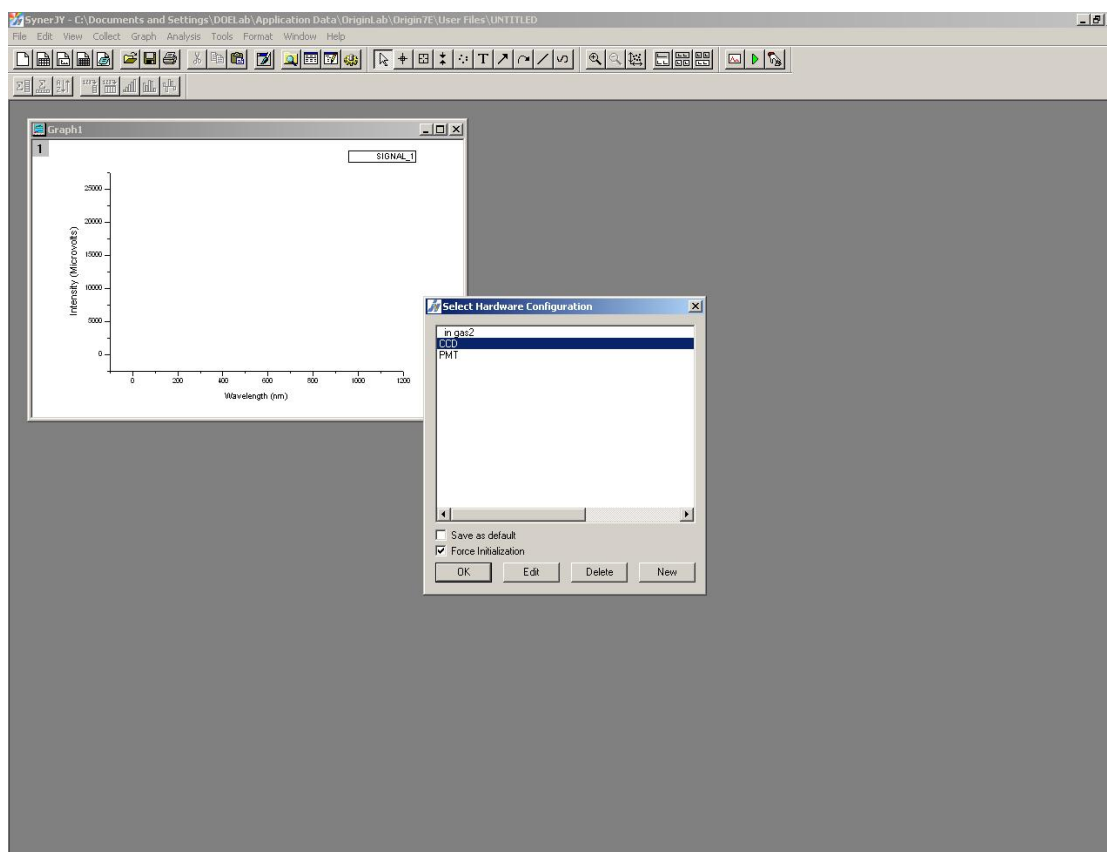 SynerJY - C:\Documents and Settings\DOELab\Application Data\OriginLab\Origin7E\User Files\UNTITLED
File Edit View Collect Graph Analysis Tools Format Window Help
Graph1
1
SIGNAL_1
25000
20000
15000
10000
5000
0
Intensity (Microvolts)
0 200 400 600 800 1000 1200
Wavelength (nm)
Select Hardware Configuration
in gas2
CCD
PMT
Save as default
Force Initialization
OK Edit Delete New